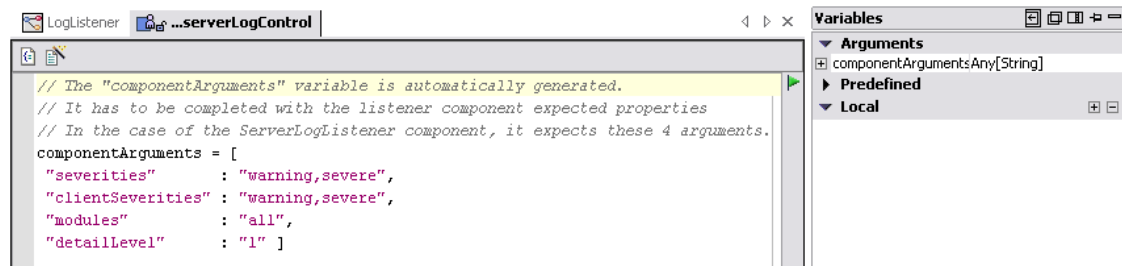 LogListener
...serverLogControl
// The "componentArguments" variable is automatically generated.
// It has to be completed with the listener component expected properties
// In the case of the ServerLogListener component, it expects these 4 arguments.
componentArguments = [
"severities" : "warning,severe",
"clientSeverities" : "warning,severe",
"modules" : "all",
"detailLevel" : "1" ]
Variables
Arguments
componentArgumentsAny[String]
Predefined
Local